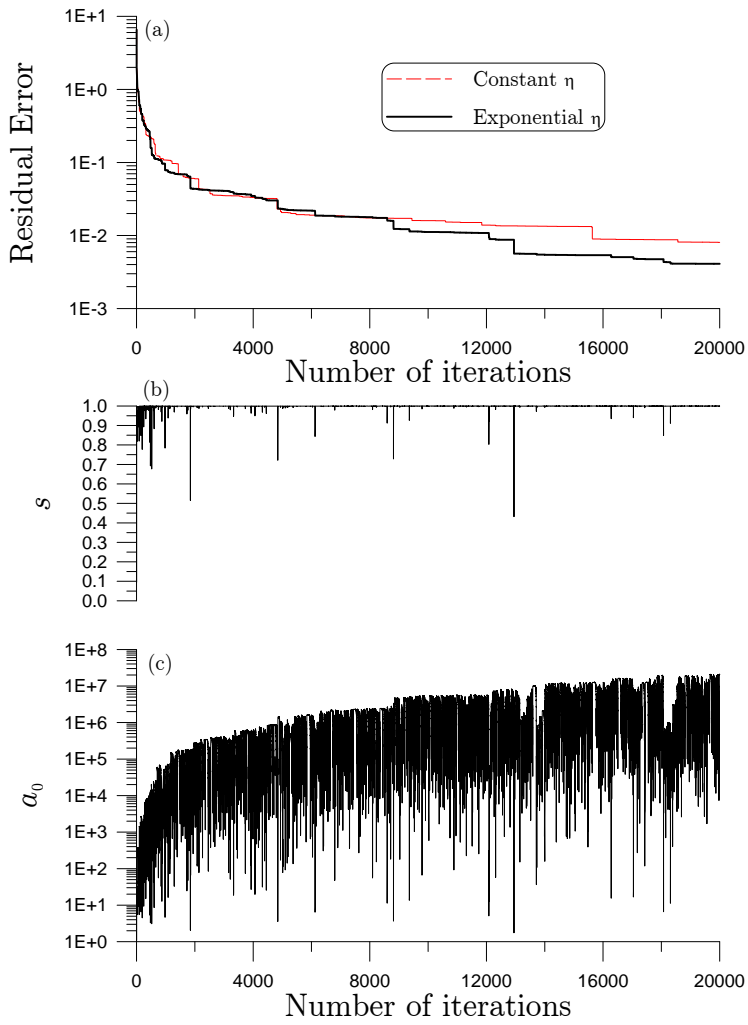 (a)
1E+1
1E+0
1E-1
1E-2
1E-3
Residual Error
Constant η
Exponential η
0 4000 8000 12000 16000 20000
Number of iterations
(b)
1.0
0.9
0.8
0.7
0.6
0.5
0.4
0.3
0.2
0.1
0.0
s
(c)
1E+8
1E+7
1E+6
1E+5
1E+4
1E+3
1E+2
1E+1
1E+0
a₀
0 4000 8000 12000 16000 20000
Number of iterations